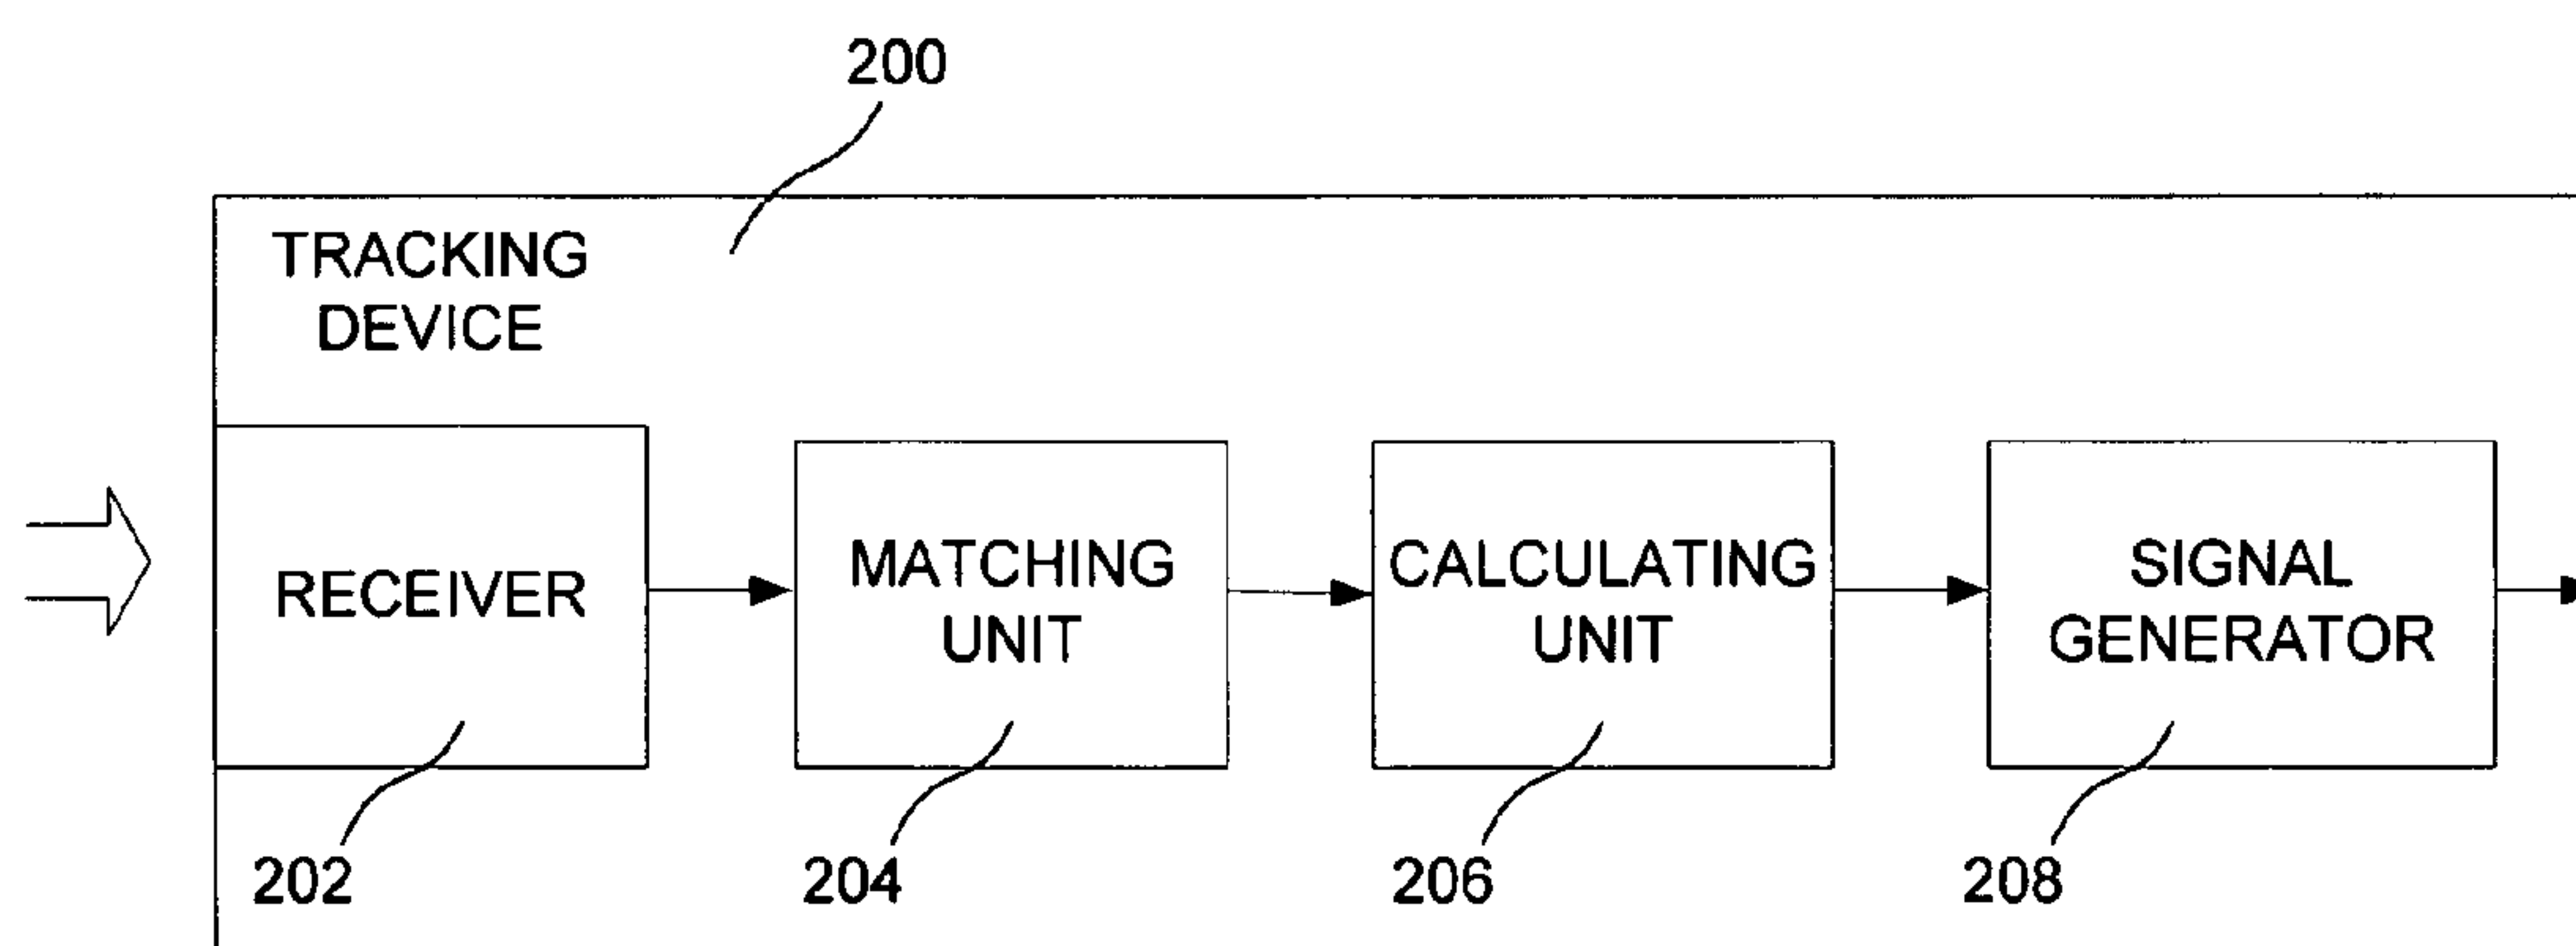 200
TRACKING
DEVICE
RECEIVER
MATCHING
UNIT
CALCULATING
UNIT
SIGNAL
GENERATOR
202
204
206
208